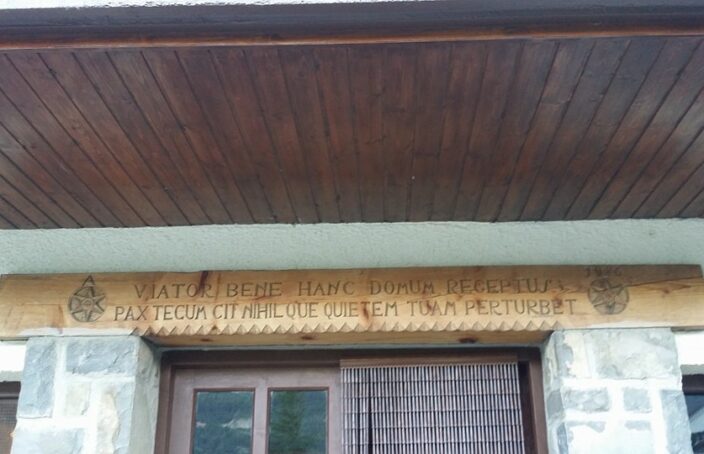 VIATOR BENE HANC DOMUM RECEPTUS
PAX TECUM CIT NIHIL QUE QUIETEM TUAM PERTURBET